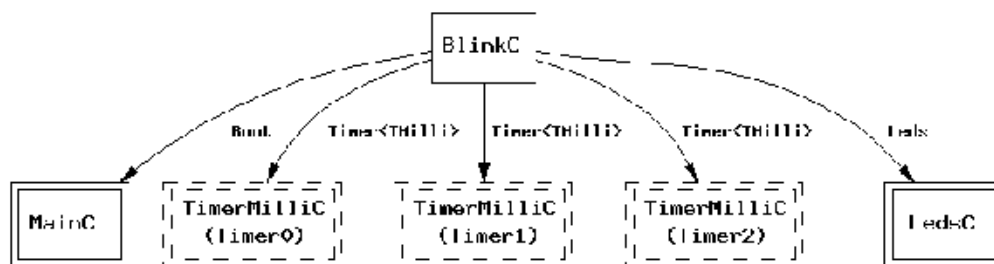 BlinkC
Boot
Timer<TMilli>
Timer<TMilli>
Timer<TMilli>
Leds
MainC
TimerMilliC
(Timer0)
TimerMilliC
(Timer1)
TimerMilliC
(Timer2)
LedsC